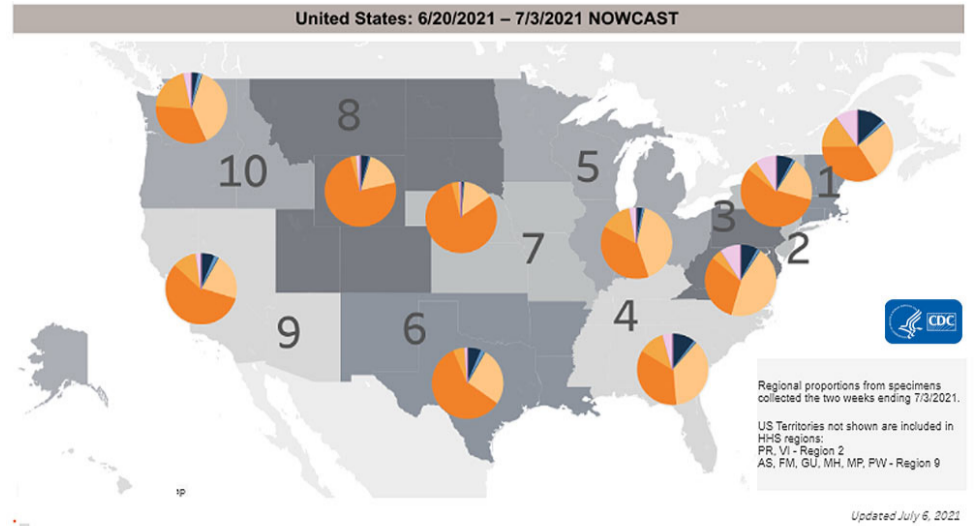 United States: 6/20/2021 – 7/3/2021 NOWCAST
8
10
5
1
3
2
7
4
6
9
CDC
Regional proportions from specimens
collected the two weeks ending 7/3/2021.
US Territories not shown are included in
HHS regions:
PR, VI - Region 2
AS, FM, GU, MH, MP, PW - Region 9
Updated July 6, 2021